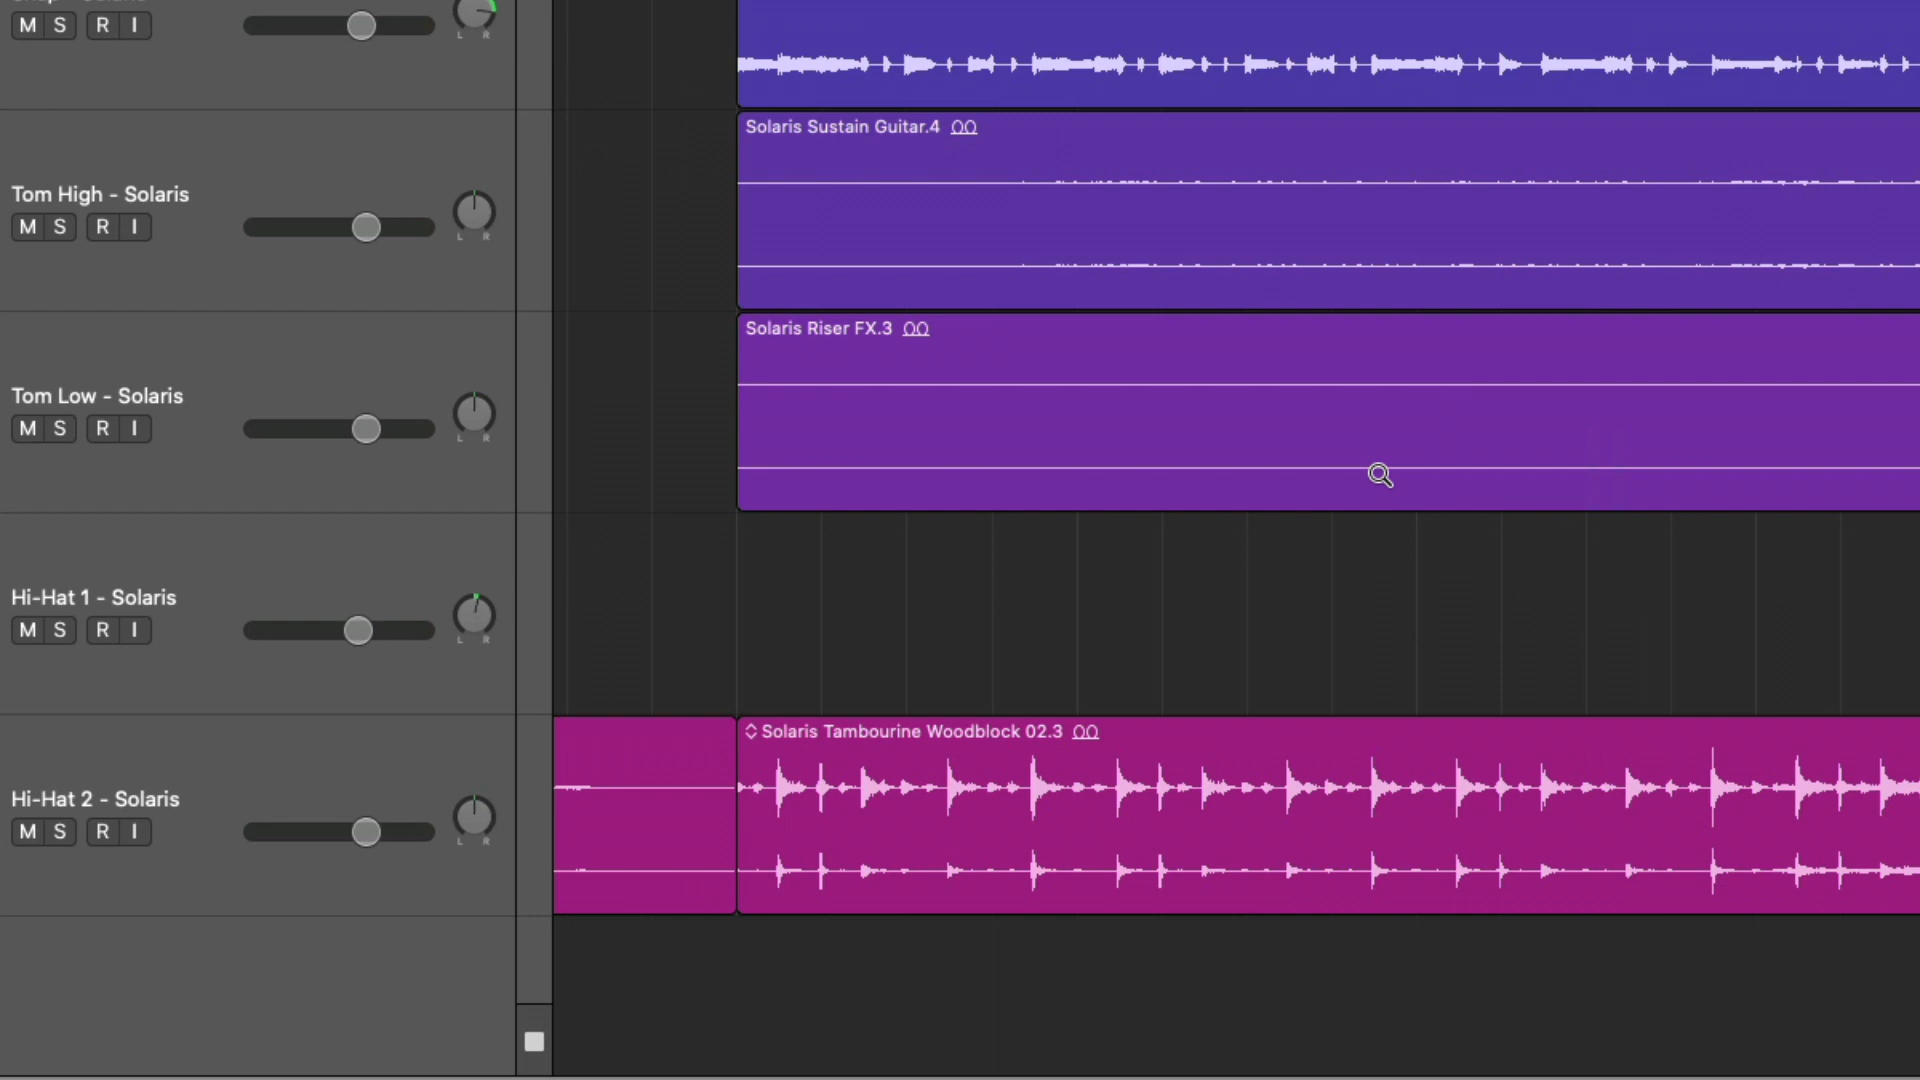 M S R I
L R
Solaris Sustain Guitar.4
Tom High - Solaris
M S R I
L R
Solaris Riser FX.3
Tom Low - Solaris
M S R I
L R
Hi-Hat 1 - Solaris
M S R I
L R
Solaris Tambourine Woodblock 02.3
Hi-Hat 2 - Solaris
M S R I
L R